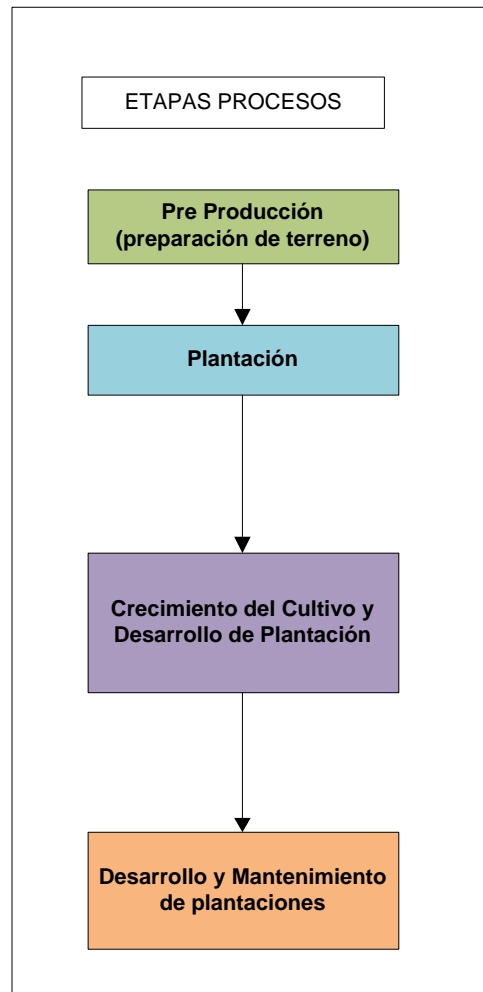 ETAPAS PROCESOS
Pre Producción
(preparación de terreno)
Plantación
Crecimiento del Cultivo y
Desarrollo de Plantación
Desarrollo y Mantenimiento
de plantaciones